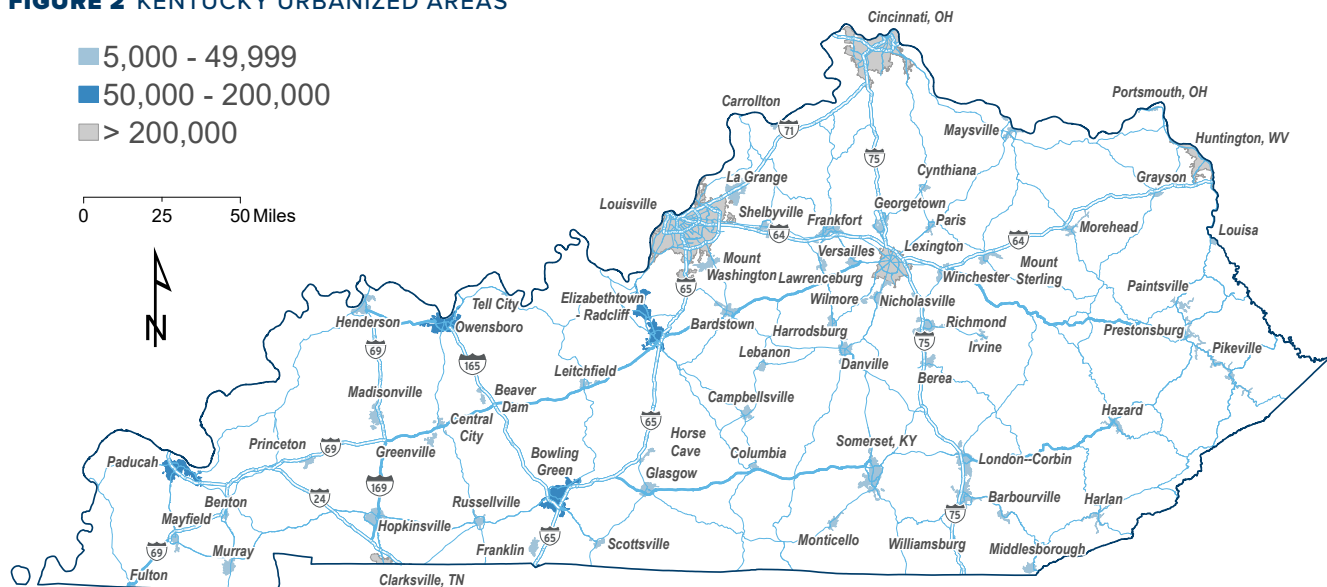 FIGURE 2 KENTUCKY URBANIZED AREAS
5,000 - 49,999
50,000 - 200,000
> 200,000
0 25 50 Miles
N
Cincinnati, OH
Carrollton
71
Portsmouth, OH
Maysville
Huntington, WV
75
Cynthiana
La Grange
Grayson
Louisville
Shelbyville
64
Frankfort
Georgetown
Paris
Morehead
Louisa
Lexington
64
Mount
Washington
Versailles
Lawrenceburg
Winchester
Mount
Sterling
65
Wilmore
Nicholasville
Paintsville
Elizabethtown
- Radcliff
Tell City
Henderson
Owensboro
Bardstown
Harrodsburg
Richmond
Irvine
Prestonsburg
75
69
165
Lebanon
Danville
Berea
Pikeville
Leitchfield
Madisonville
Beaver
Dam
Campbellsville
Hazard
Central
City
65
Horse
Cave
Somerset, KY
Princeton
69
Greenville
Bowling
Green
Columbia
London--Corbin
Paducah
Glasgow
169
24
Benton
Russellville
Barbourville
Harlan
Mayfield
Hopkinsville
75
69
Murray
Franklin
65
Scottsville
Monticello
Williamsburg
Middlesborough
Fulton
Clarksville, TN